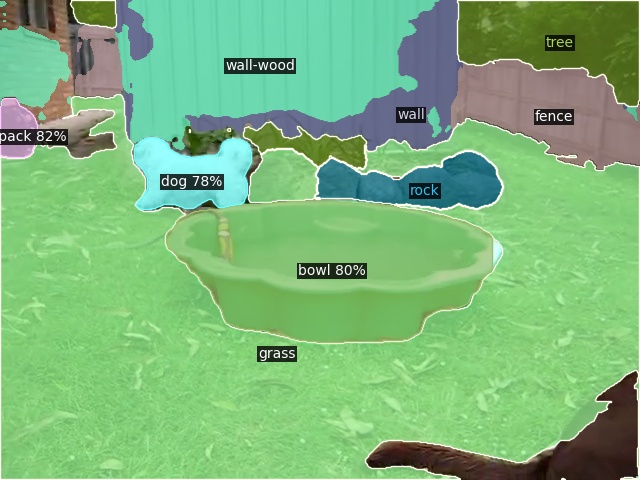 tree
wall-wood
wall
fence
pack 82%
dog 78%
rock
bowl 80%
grass